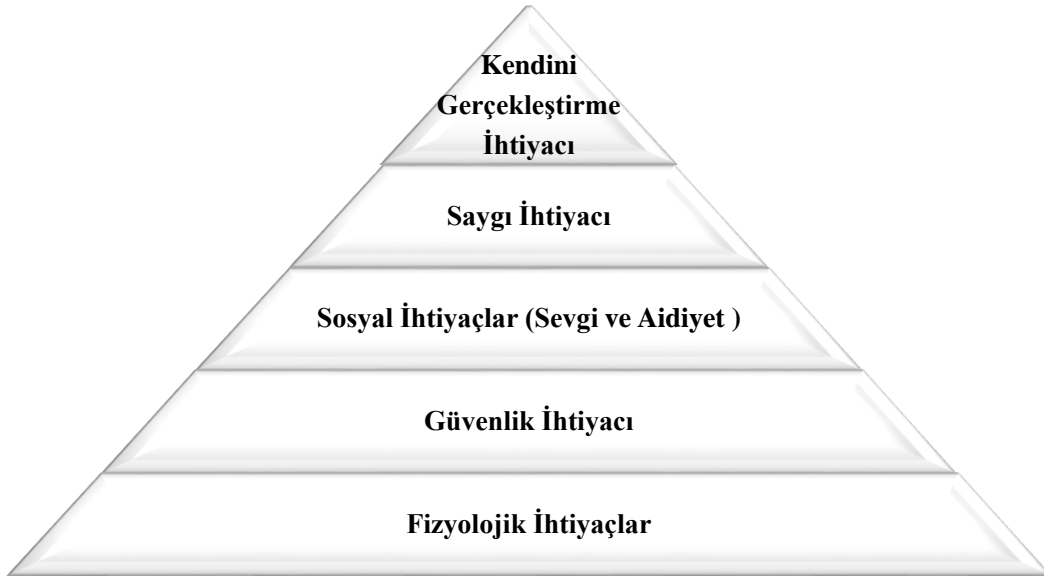 Kendini
Gerçekleştirme
İhtiyacı
Saygı İhtiyacı
Sosyal İhtiyaçlar (Sevgi ve Aidiyet )
Güvenlik İhtiyacı
Fizyolojik İhtiyaçlar